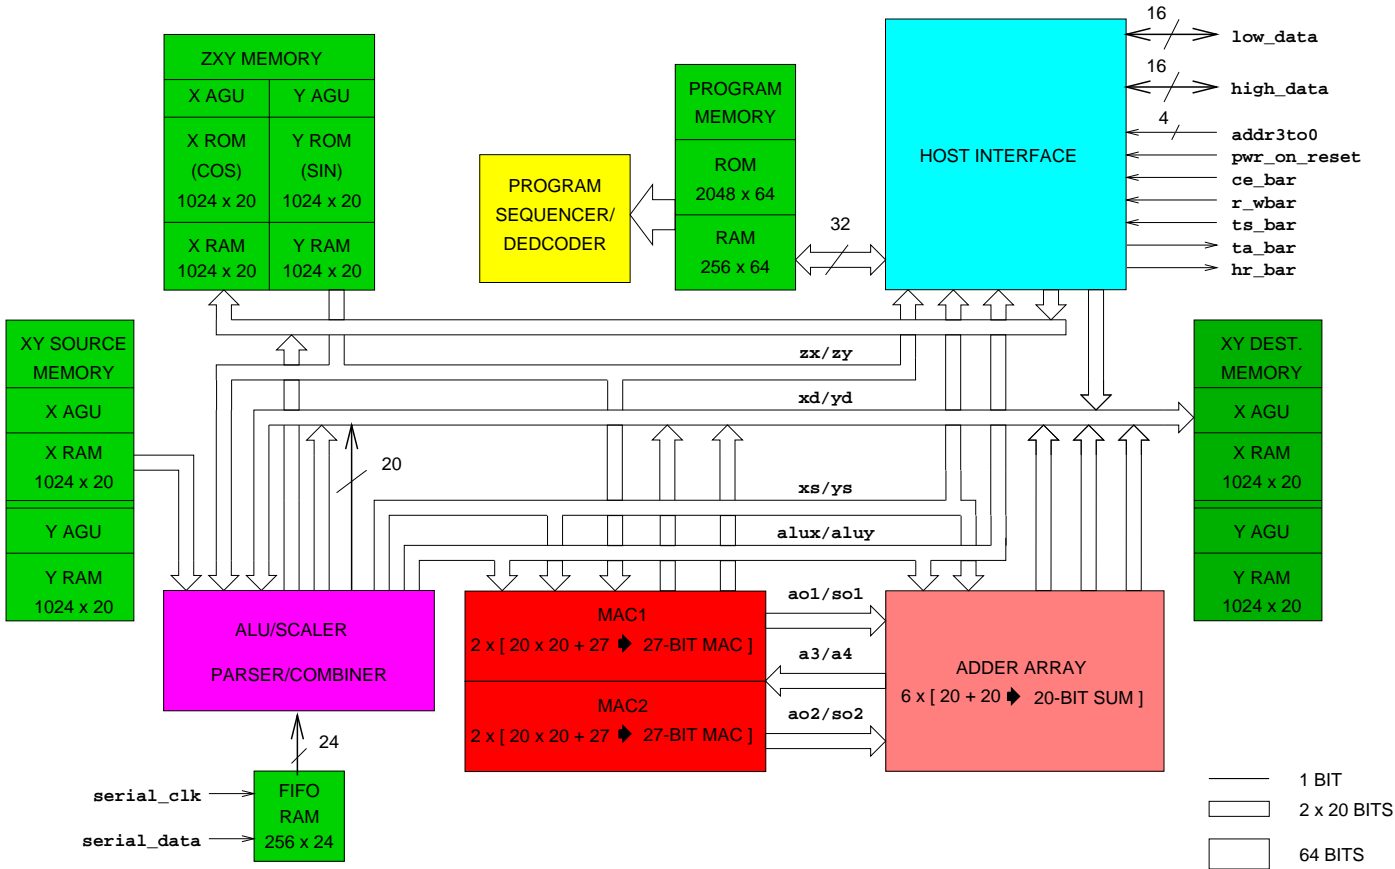 ZXY MEMORY
X AGU
Y AGU
X ROM
(COS)
1024 x 20
Y ROM
(SIN)
1024 x 20
X RAM
1024 x 20
Y RAM
1024 x 20
PROGRAM
SEQUENCER/
DEDCODER
PROGRAM
MEMORY
ROM
2048 x 64
RAM
256 x 64
32
HOST INTERFACE
16
low_data
16
high_data
4
addr3to0
pwr_on_reset
ce_bar
r_wbar
ts_bar
ta_bar
hr_bar
XY SOURCE
MEMORY
X AGU
X RAM
1024 x 20
Y AGU
Y RAM
1024 x 20
zx/zy
xd/yd
20
xs/ys
alux/aluy
XY DEST.
MEMORY
X AGU
X RAM
1024 x 20
Y AGU
Y RAM
1024 x 20
ALU/SCALER
PARSER/COMBINER
MAC1
2 x [ 20 x 20 + 27 🡆 27-BIT MAC ]
MAC2
2 x [ 20 x 20 + 27 🡆 27-BIT MAC ]
ao1/so1
a3/a4
ao2/so2
ADDER ARRAY
6 x [ 20 + 20 🡆 20-BIT SUM ]
24
serial_clk
serial_data
FIFO
RAM
256 x 24
1 BIT
2 x 20 BITS
64 BITS